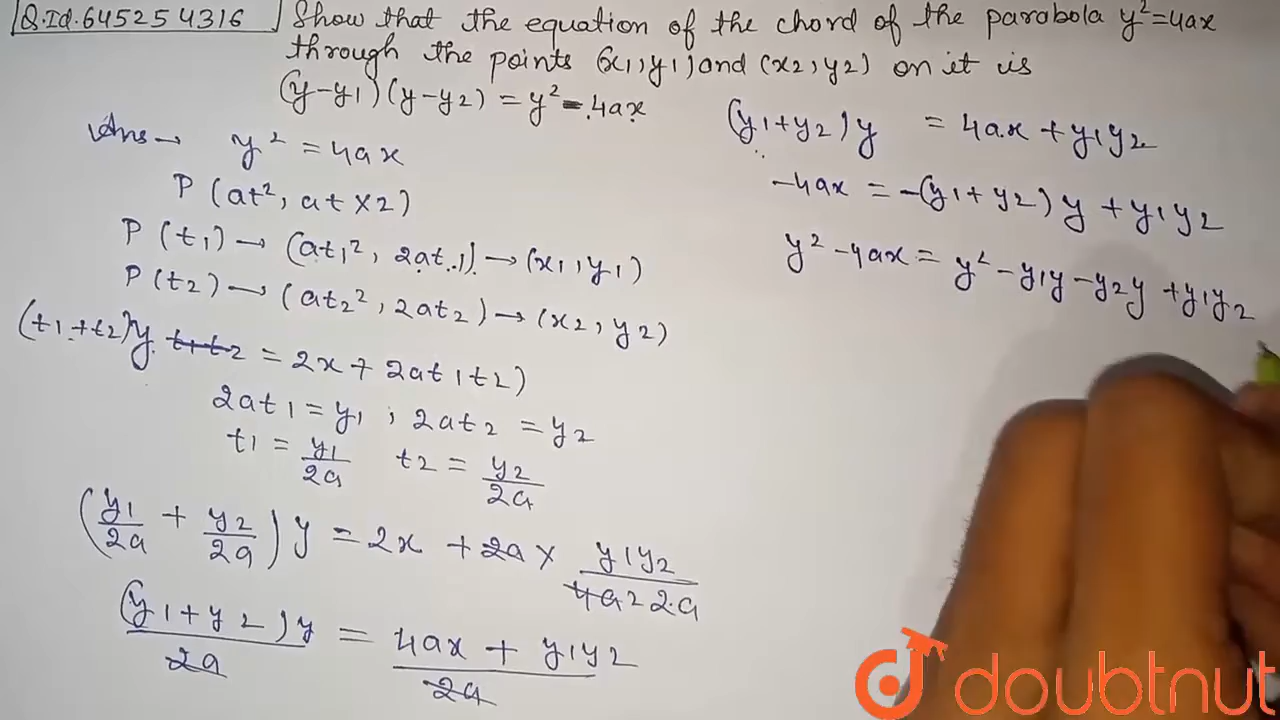 Q.Id.645254316 Show that the equation of the chord of the parabola y²=4ax
through the points (x1,y1) and (x2,y2) on it is
(y-y1)(y-y2) = y²-4ax
Ans→ y² = 4ax
P (at², at×2)
P(t1) → (at1², 2at1) → (x1,y1)
P(t2) → (at2², 2at2) → (x2,y2)
(t1+t2)y t1t2 = 2x+2at1t2)
2at1 = y1 ; 2at2 = y2
t1 = y1/2a t2 = y2/2a
(y1/2a + y2/2a) y = 2x + 2a × y1y2/4a2 2a
(y1+y2)y/2a = 4ax + y1y2/2a
(y1+y2)y = 4ax+y1y2
-4ax = -(y1+y2)y+y1y2
y²-4ax = y²-y1y-y2y+y1y2
doubtnut